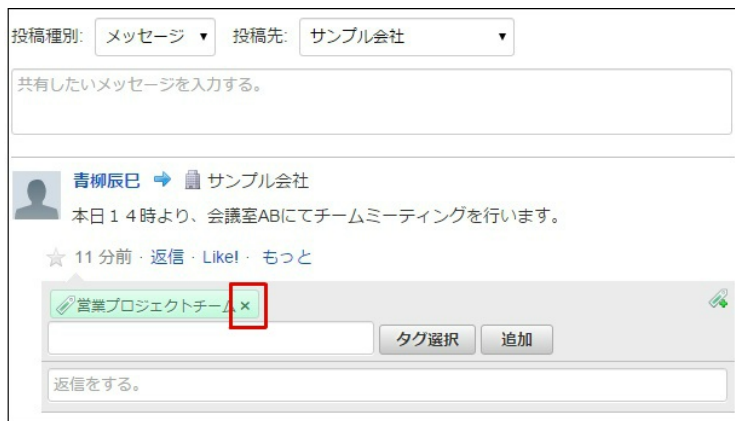 投稿種別: メッセージ 投稿先: サンプル会社
共有したいメッセージを入力する。
青柳辰巳 サンプル会社
本日14時より、会議室ABにてチームミーティングを行います。
11 分前 · 返信 · Like! · もっと
営業プロジェクトチーム ×
タグ選択 追加
返信をする。